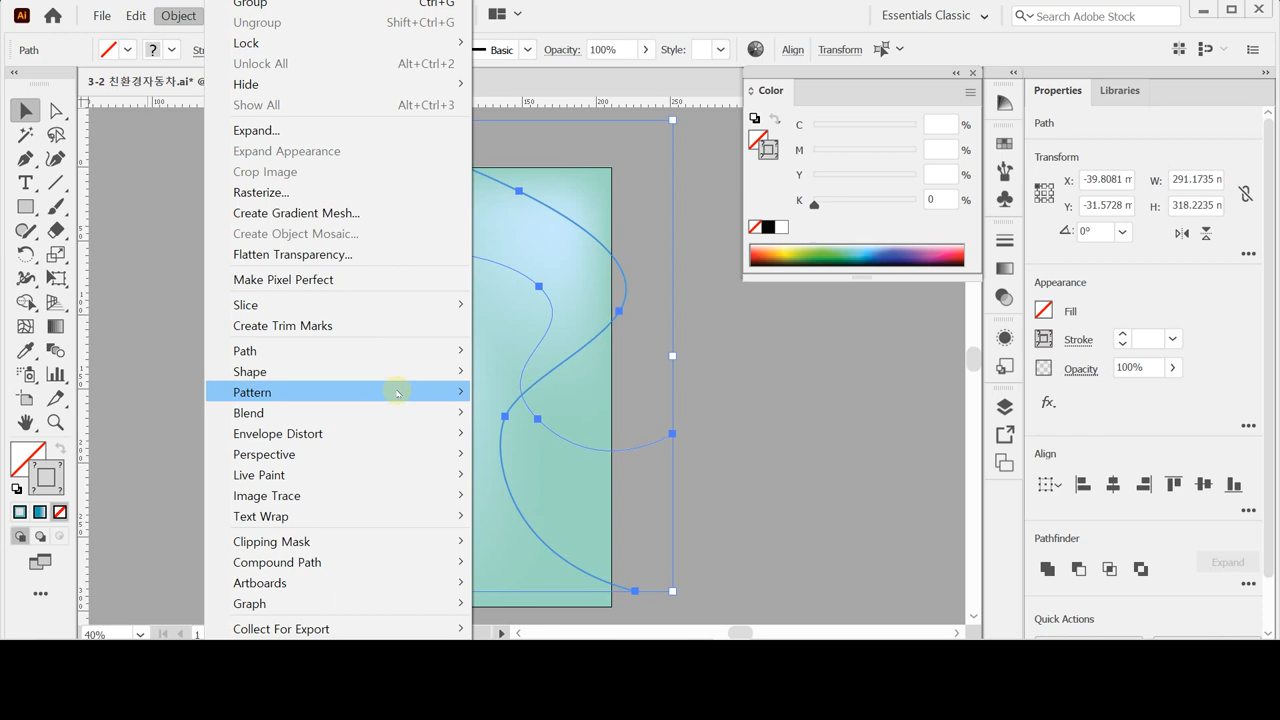 Ai File Edit Object Essentials Classic Search Adobe Stock
Path ? Basic Opacity: 100% Style: Align Transform
3-2 친환경자동차.ai* @
Group Ctrl+G
Ungroup Shift+Ctrl+G
Lock
Unlock All Alt+Ctrl+2
Hide
Show All Alt+Ctrl+3
Expand...
Expand Appearance
Crop Image
Rasterize...
Create Gradient Mesh...
Create Object Mosaic...
Flatten Transparency...
Make Pixel Perfect
Slice
Create Trim Marks
Path
Shape
Pattern
Blend
Envelope Distort
Perspective
Live Paint
Image Trace
Text Wrap
Clipping Mask
Compound Path
Artboards
Graph
Collect For Export
100 150 200 250
40% 1
Color
C %
M %
Y %
K 0 %
Properties Libraries
Path
Transform
X: -39.8081 m W: 291.1735 n
Y: -31.5728 m H: 318.2235 n
0°
Appearance
Fill
Stroke
Opacity 100%
fx.
Align
Pathfinder
Expand
Quick Actions